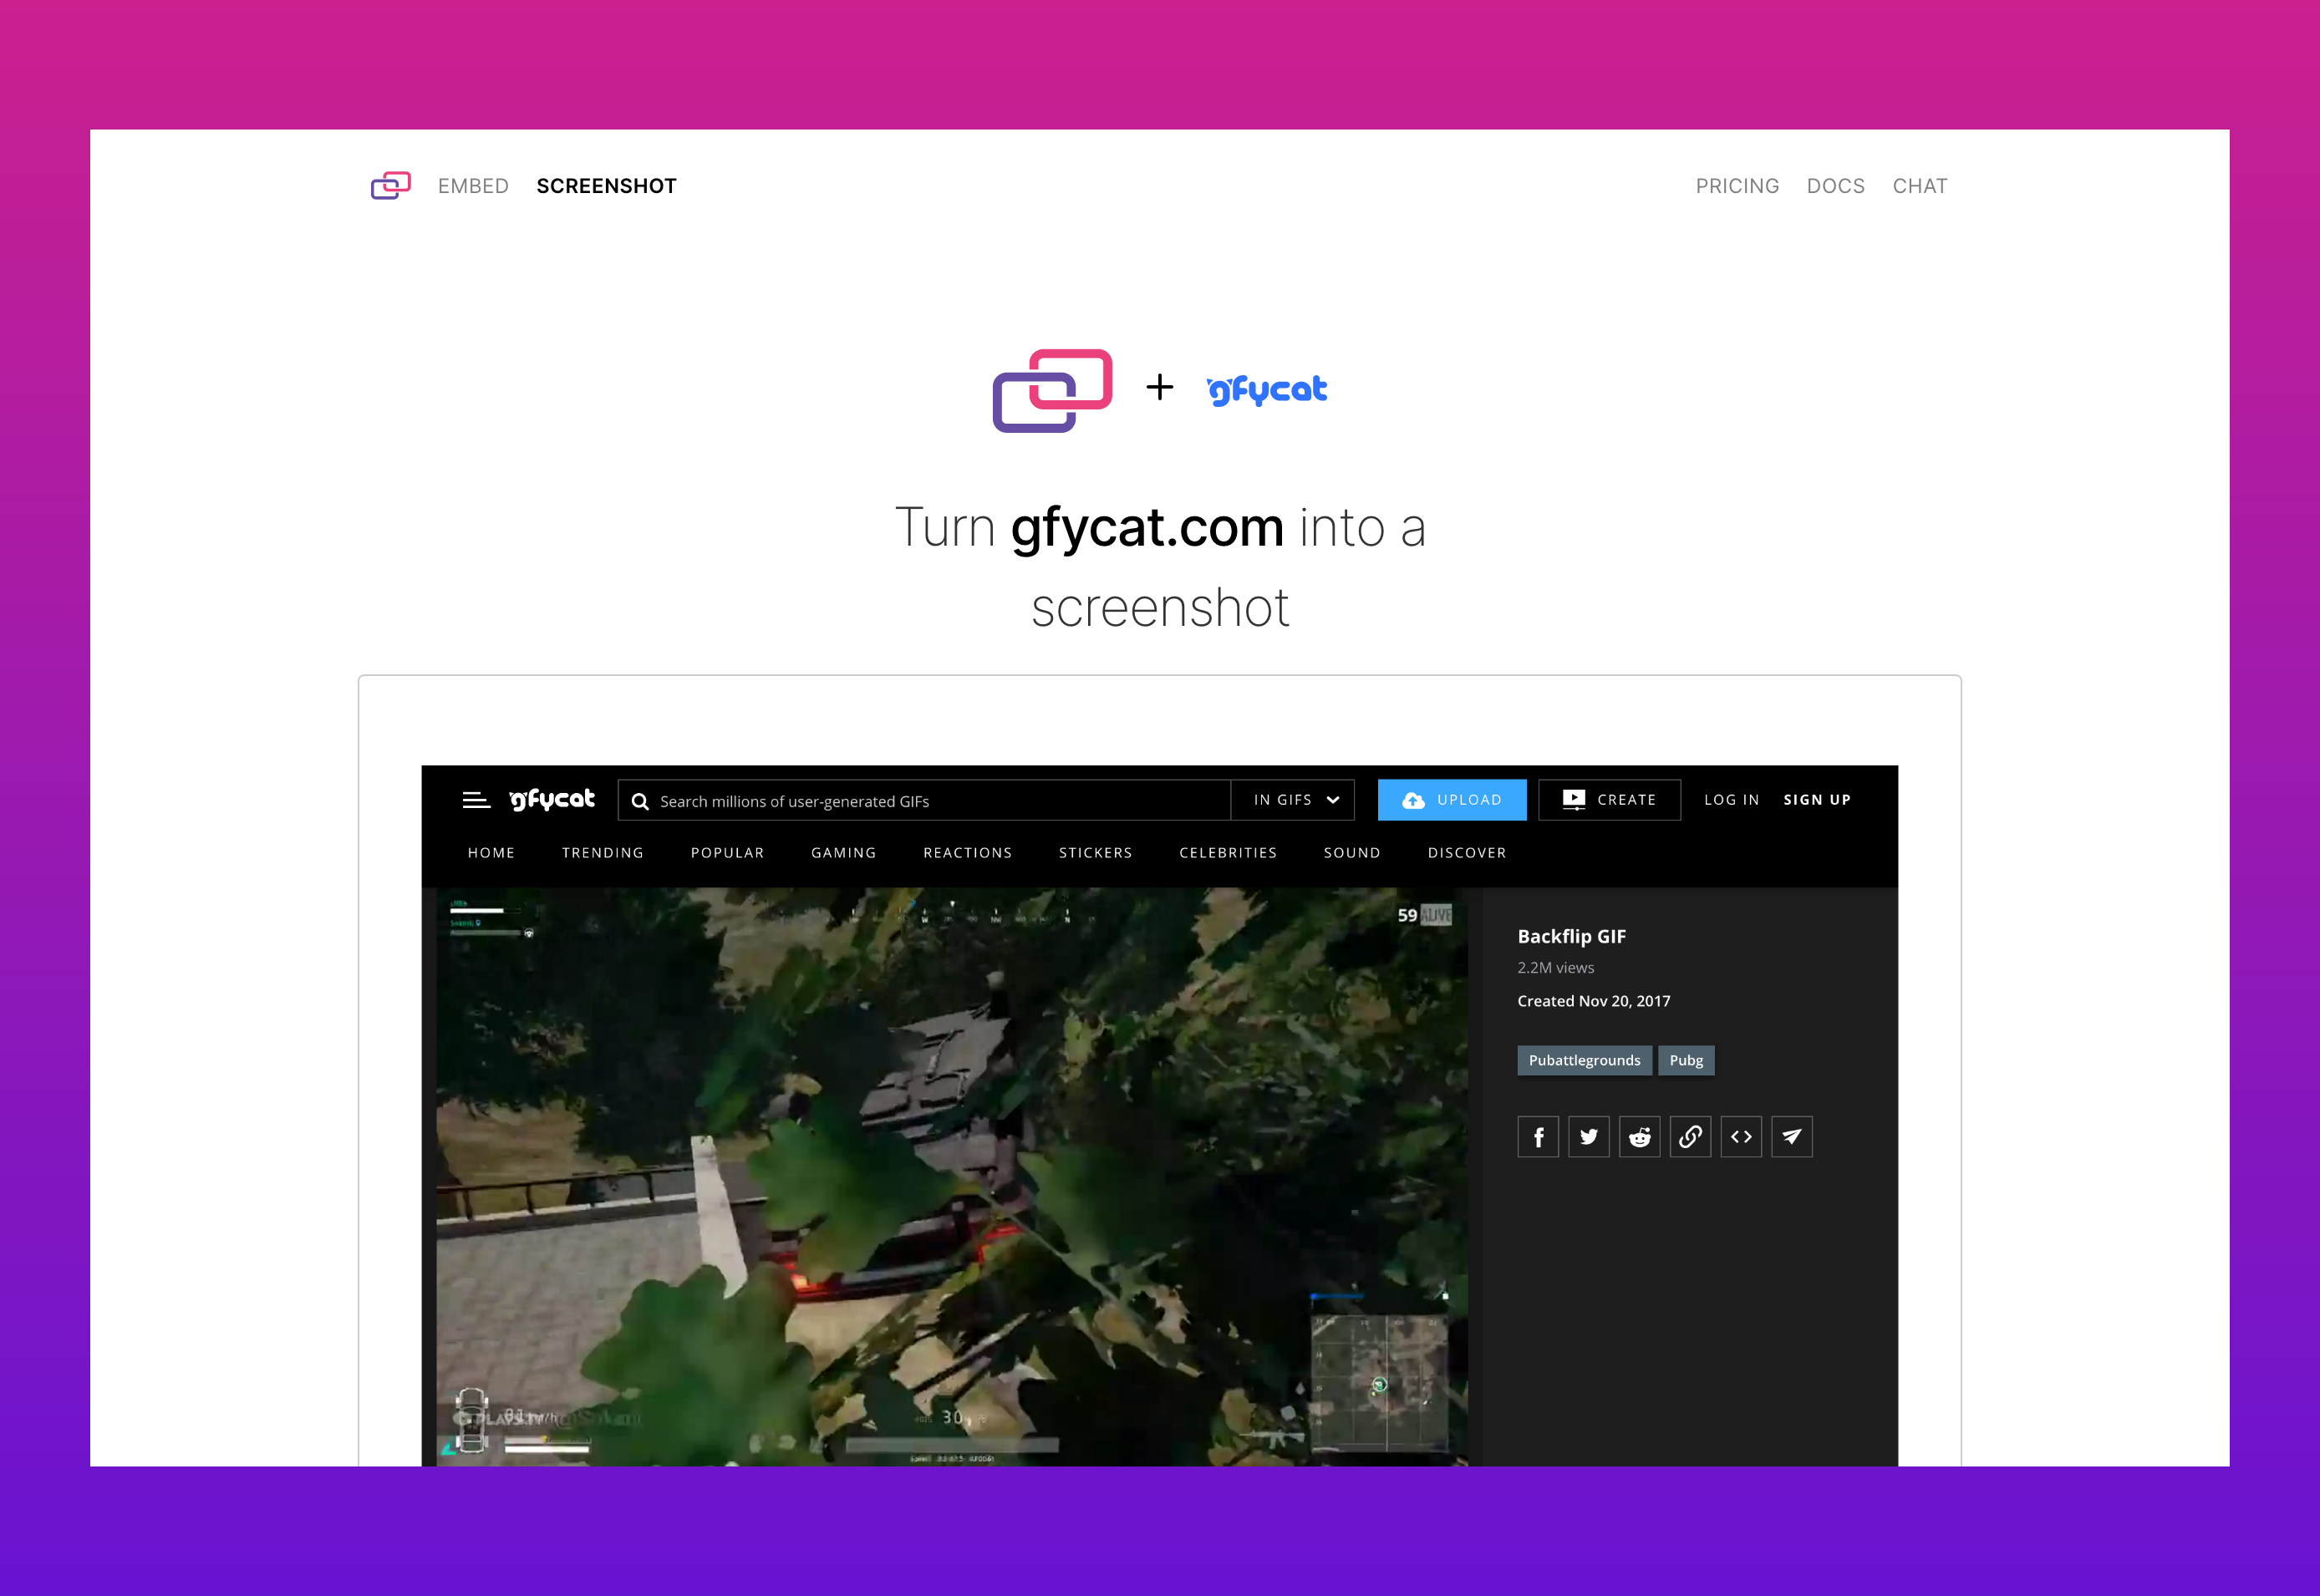 EMBED SCREENSHOT PRICING DOCS CHAT
+ gfycat
Turn gfycat.com into a
screenshot
gfycat Search millions of user-generated GIFs IN GIFS UPLOAD CREATE LOG IN SIGN UP
HOME TRENDING POPULAR GAMING REACTIONS STICKERS CELEBRITIES SOUND DISCOVER
59 ALIVE
Backflip GIF
2.2M views
Created Nov 20, 2017
Pubattlegrounds Pubg
30